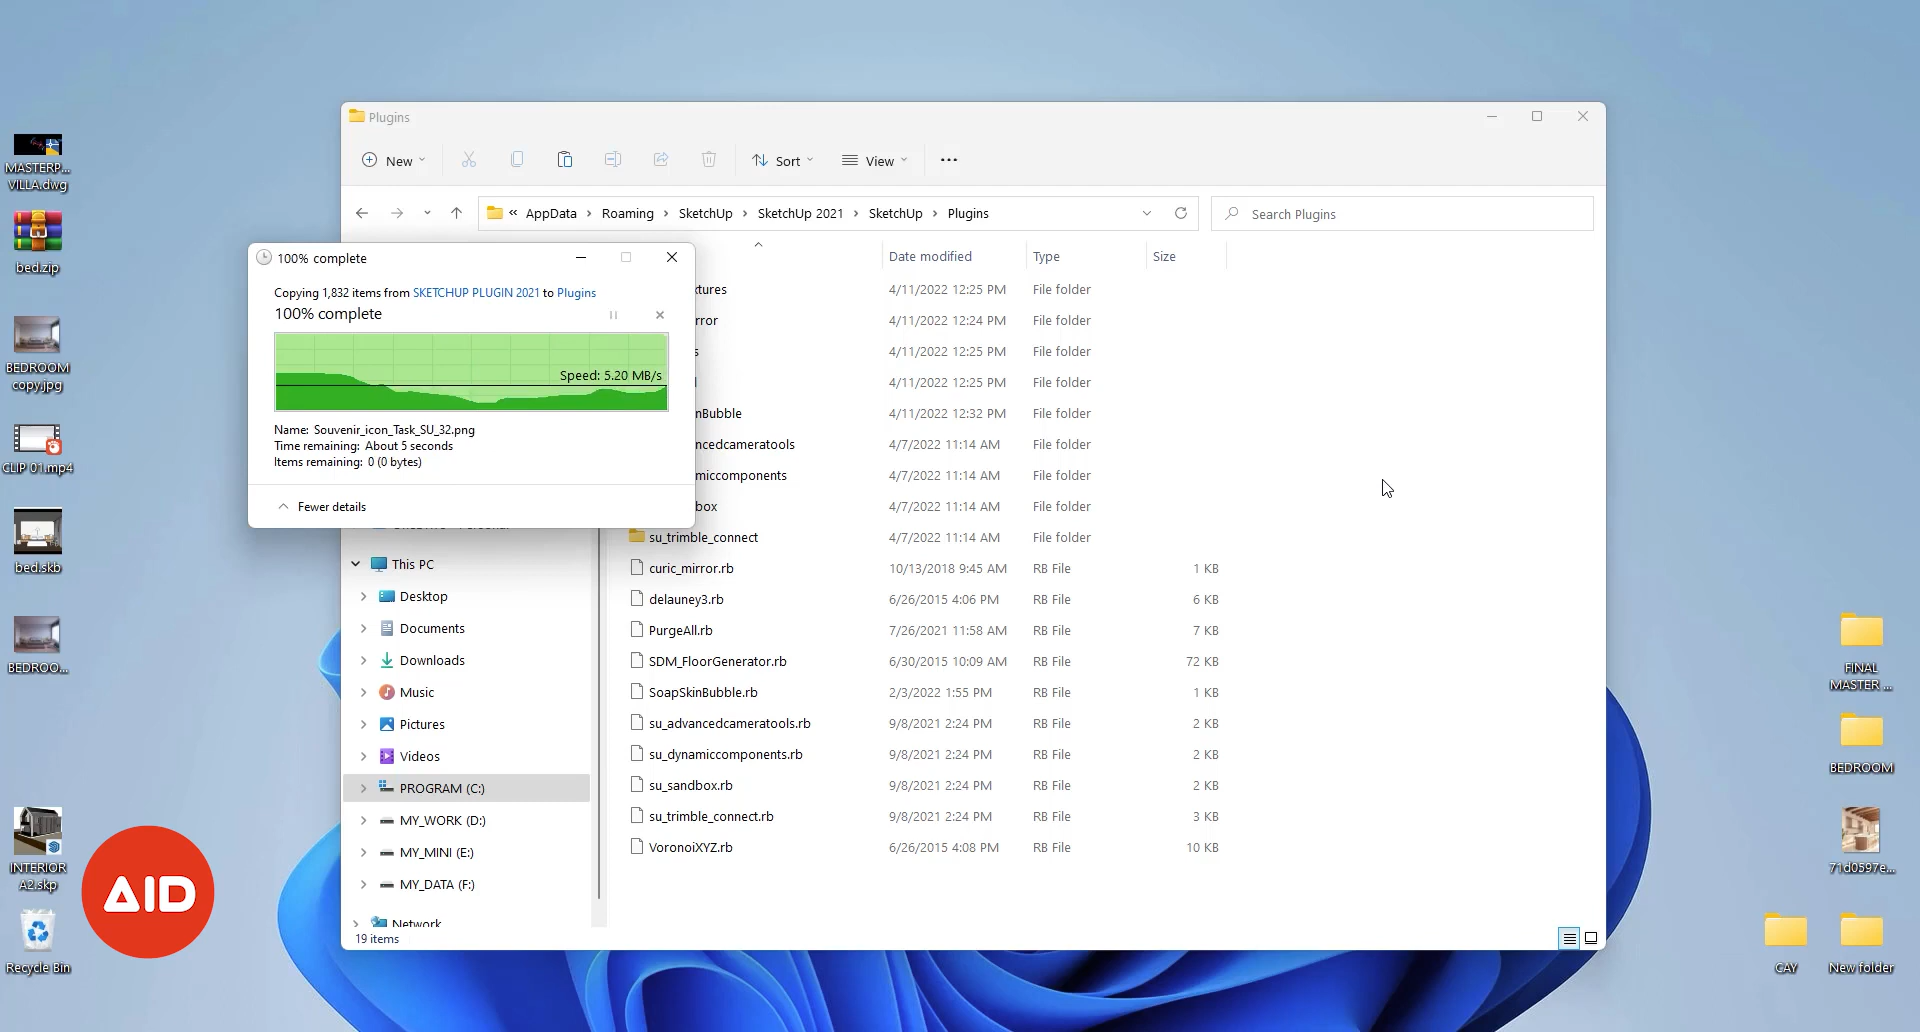 Plugins
New
Sort
View
AppData
Roaming
SketchUp
SketchUp 2021
SketchUp
Plugins
Search Plugins
Date modified
Type
Size
100% complete
Copying 1,832 items from SKETCHUP PLUGIN 2021 to Plugins
100% complete
Speed: 5.20 MB/s
Name: Souvenir_icon_Task_SU_32.png
Time remaining: About 5 seconds
Items remaining: 0 (0 bytes)
Fewer details
4/11/2022 12:25 PM File folder
4/11/2022 12:24 PM File folder
4/11/2022 12:25 PM File folder
4/11/2022 12:25 PM File folder
nBubble 4/11/2022 12:32 PM File folder
ncedcameratools 4/7/2022 11:14 AM File folder
miccomponents 4/7/2022 11:14 AM File folder
box 4/7/2022 11:14 AM File folder
su_trimble_connect 4/7/2022 11:14 AM File folder
curic_mirror.rb 10/13/2018 9:45 AM RB File 1 KB
delauney3.rb 6/26/2015 4:06 PM RB File 6 KB
PurgeAll.rb 7/26/2021 11:58 AM RB File 7 KB
SDM_FloorGenerator.rb 6/30/2015 10:09 AM RB File 72 KB
SoapSkinBubble.rb 2/3/2022 1:55 PM RB File 1 KB
su_advancedcameratools.rb 9/8/2021 2:24 PM RB File 2 KB
su_dynamiccomponents.rb 9/8/2021 2:24 PM RB File 2 KB
su_sandbox.rb 9/8/2021 2:24 PM RB File 2 KB
su_trimble_connect.rb 9/8/2021 2:24 PM RB File 3 KB
VoronoiXYZ.rb 6/26/2015 4:08 PM RB File 10 KB
This PC
Desktop
Documents
Downloads
Music
Pictures
Videos
PROGRAM (C:)
MY_WORK (D:)
MY_MINI (E:)
MY_DATA (F:)
Network
19 items
MASTERP...
VILLA.dwg
bed.zip
BEDROOM
copy.jpg
CLIP 01.mp4
bed.skb
BEDROO...
INTERIOR
A2.skp
AID
Recycle Bin
FINAL
MASTER ...
BEDROOM
71d0597e...
CAY
New folder